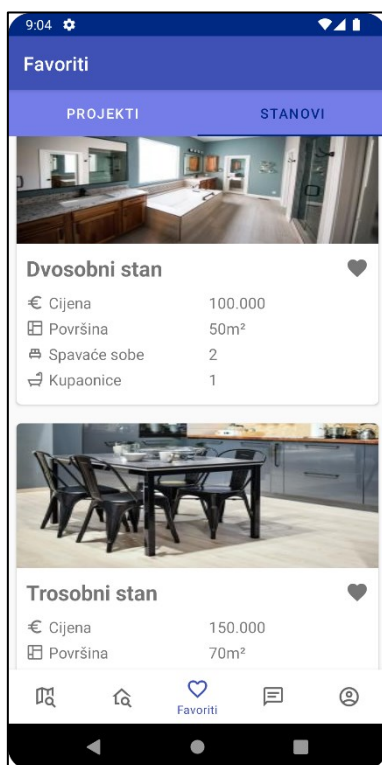 9:04
Favoriti
PROJEKTI STANOVI
Dvosobni stan
€ Cijena 100.000
Površina 50m²
Spavaće sobe 2
Kupaonice 1
Trosobni stan
€ Cijena 150.000
Površina 70m²
Favoriti